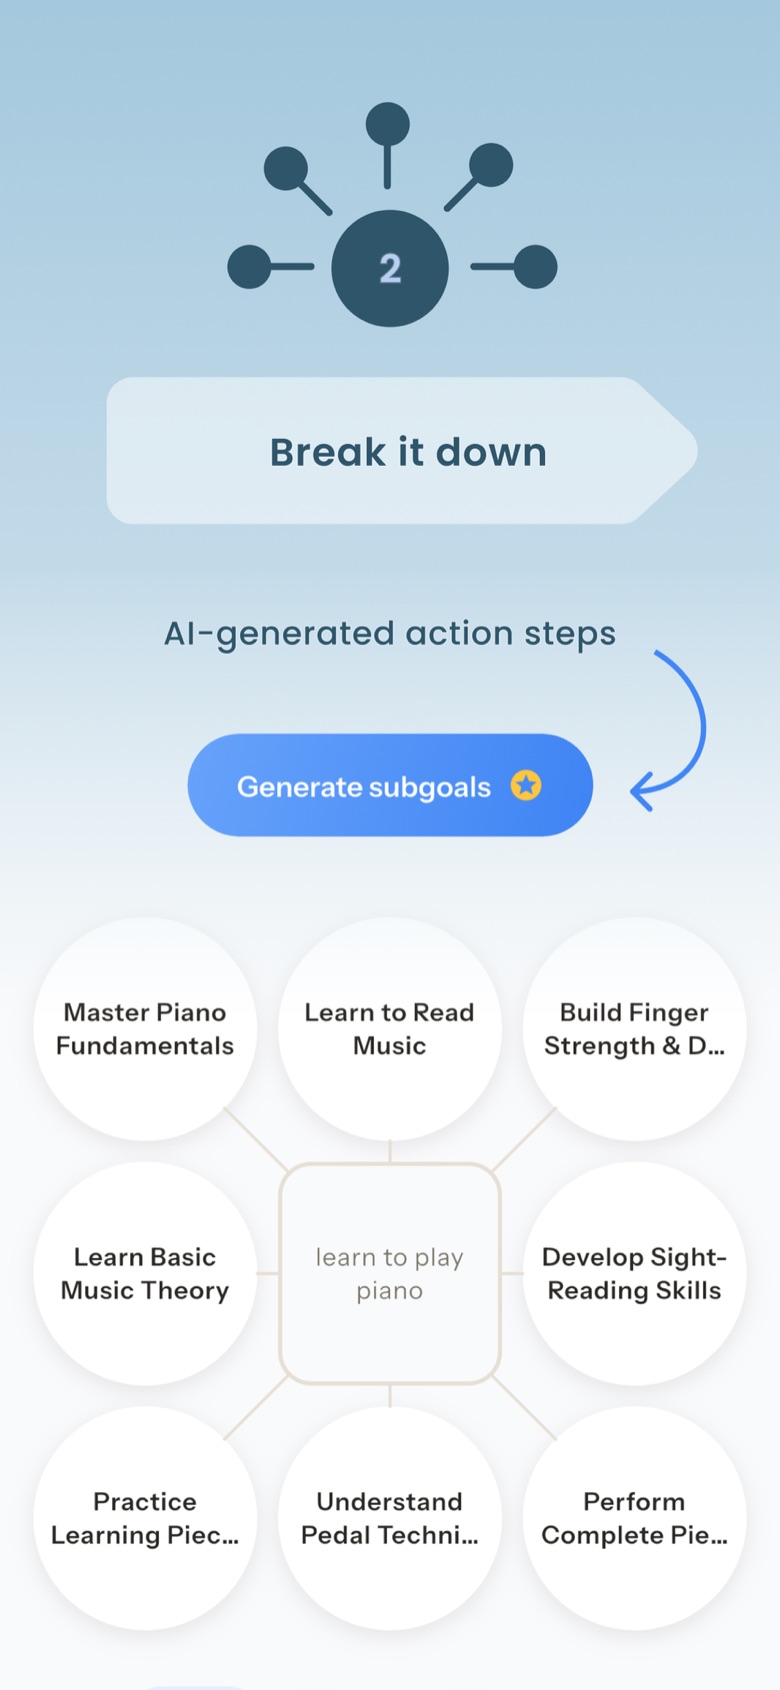 2
Break it down
AI-generated action steps
Generate subgoals
Master Piano
Fundamentals
Learn to Read
Music
Build Finger
Strength & D...
Learn Basic
Music Theory
learn to play
piano
Develop Sight-
Reading Skills
Practice
Learning Piec...
Understand
Pedal Techni...
Perform
Complete Pie...